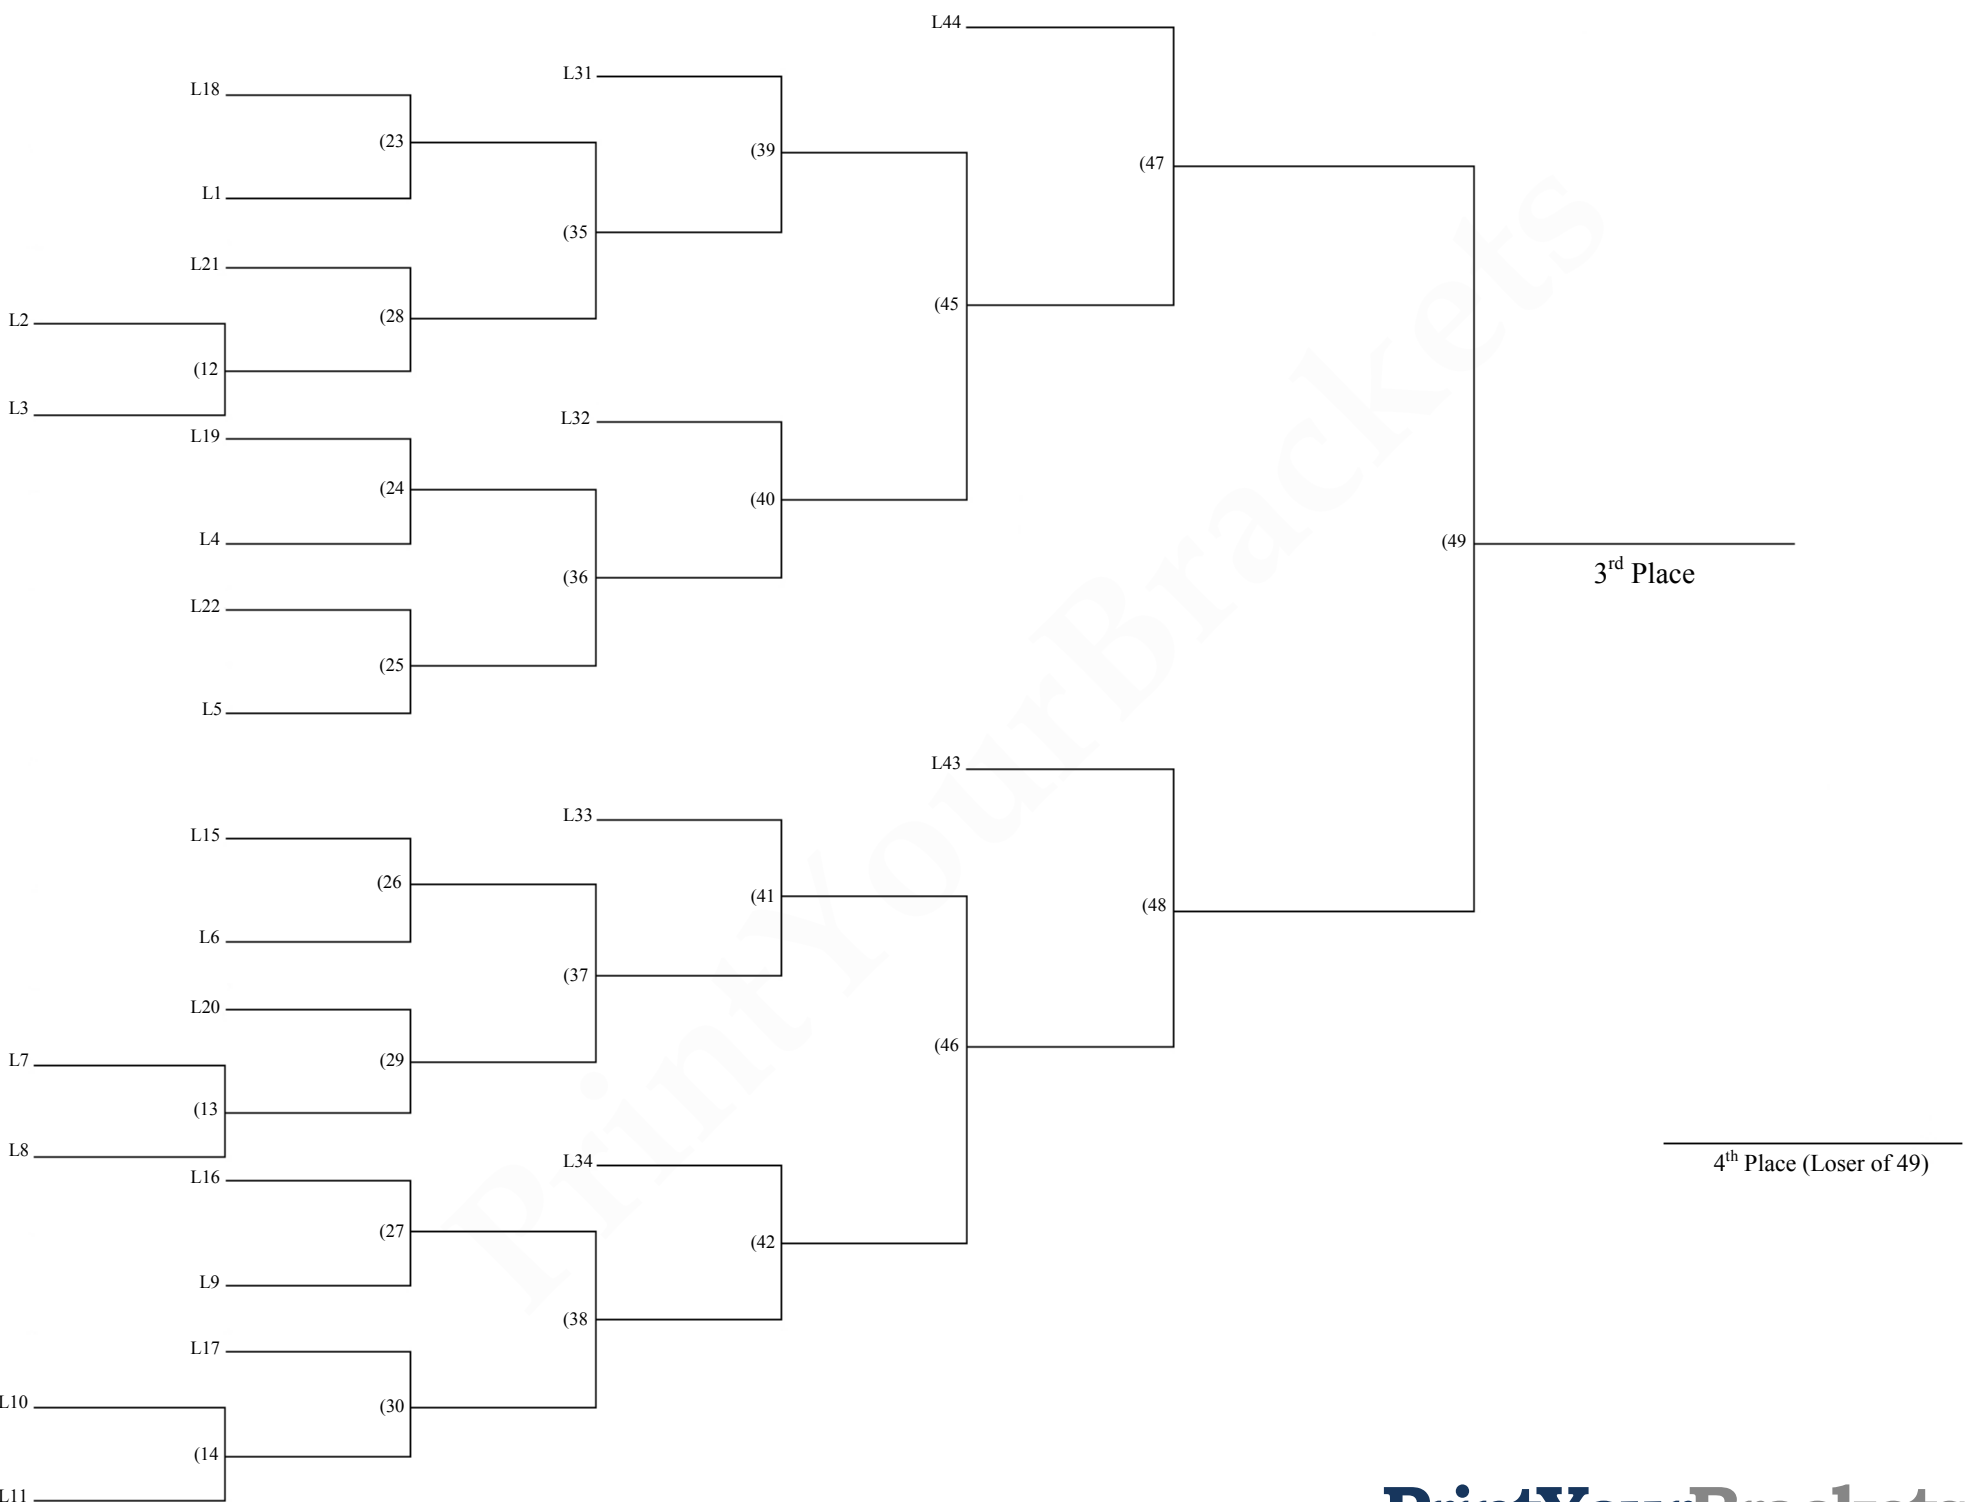 L44
L31
L18
(23
(39
(47
L1
(35
L21
(45
L2
(28
(12
L3
L32
L19
(24
(40
L4
(49
3rd Place
(36
L22
(25
L5
L43
L33
L15
(26
(41
(48
L6
(37
L20
(46
L7
(29
(13
L8
L34
4th Place (Loser of 49)
L16
(27
(42
L9
(38
L17
L10
(30
(14
L11
PrintYourBrackets
PrintYourBrackets